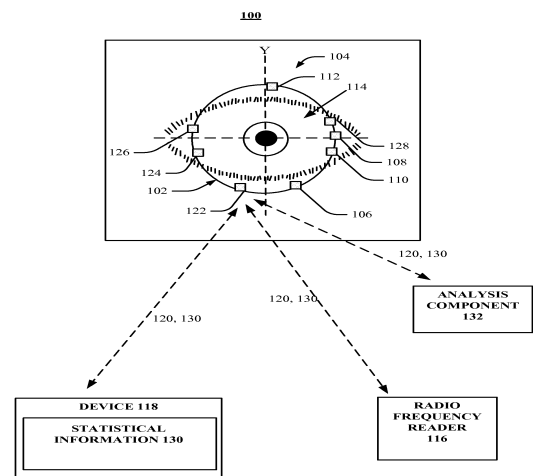 100
Y
104
112
114
126
128
108
124
110
102
122
106
120, 130
120, 130
120, 130
ANALYSIS
COMPONENT
132
DEVICE 118
STATISTICAL
INFORMATION 130
RADIO
FREQUENCY
READER
116